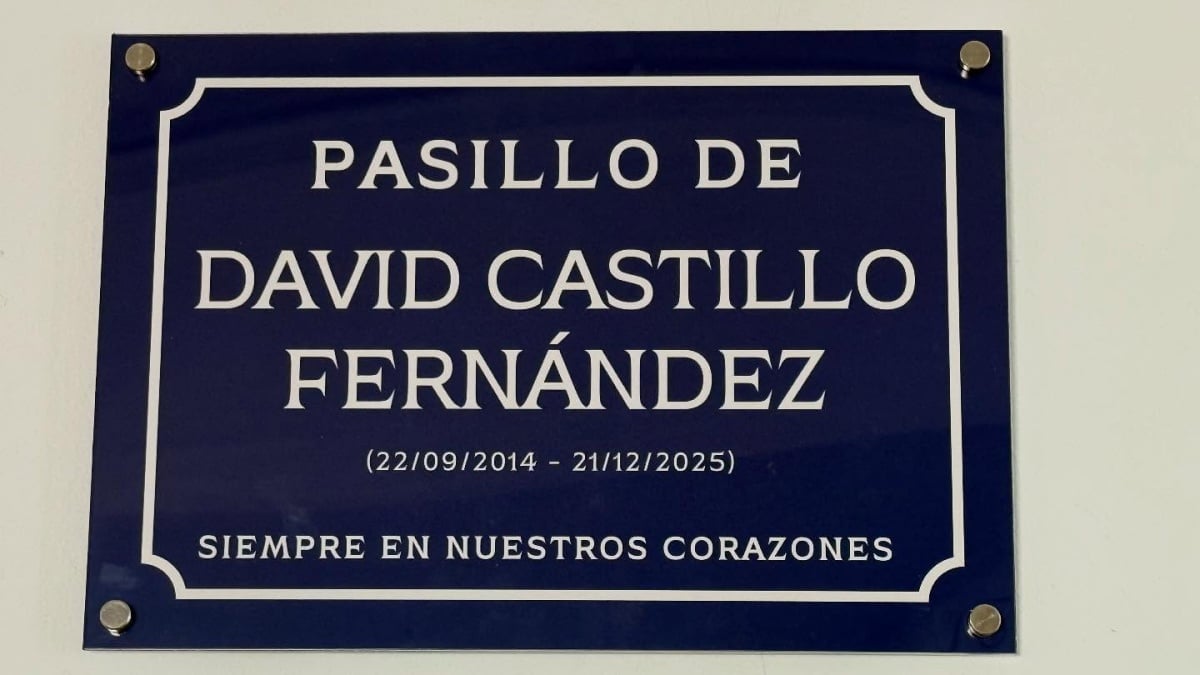 PASILLO DE
DAVID CASTILLO
FERNÁNDEZ
(22/09/2014 - 21/12/2025)
SIEMPRE EN NUESTROS CORAZONES